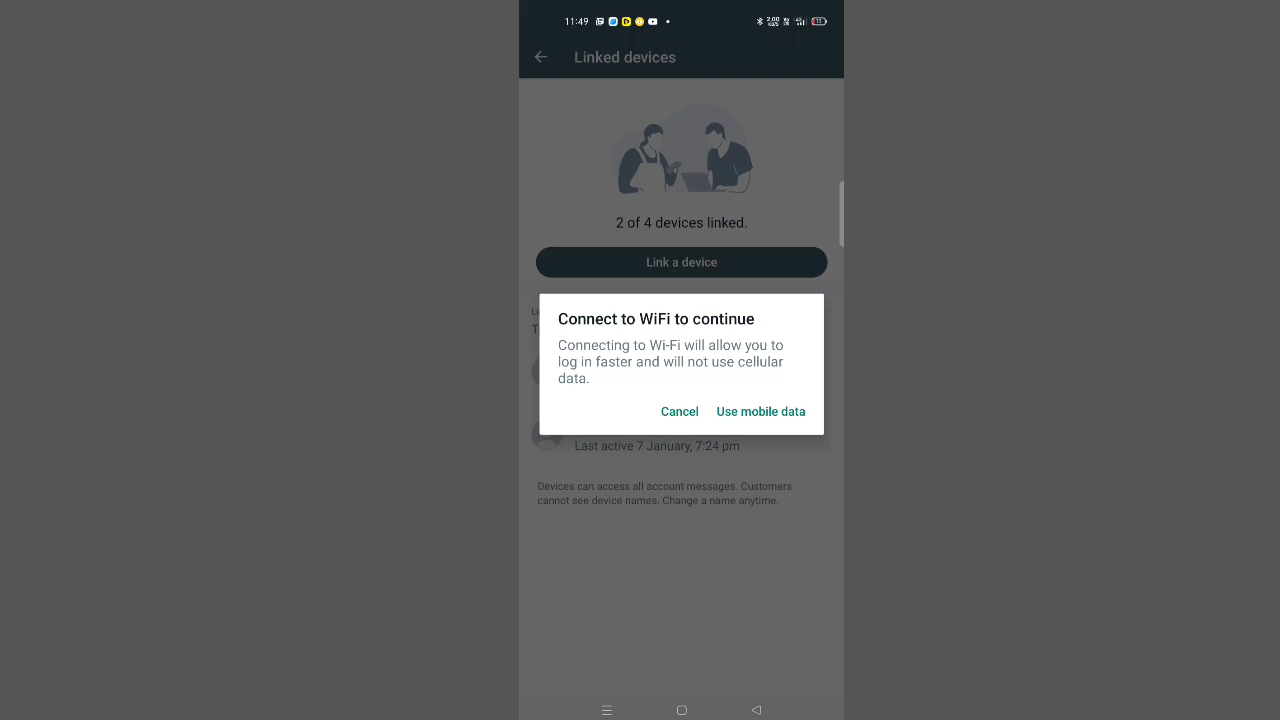 11:49
2.00
Linked devices
2 of 4 devices linked.
Link a device
Connect to WiFi to continue
Connecting to Wi-Fi will allow you to
log in faster and will not use cellular
data.
Cancel Use mobile data
Last active 7 January, 7:24 pm
Devices can access all account messages. Customers
cannot see device names. Change a name anytime.